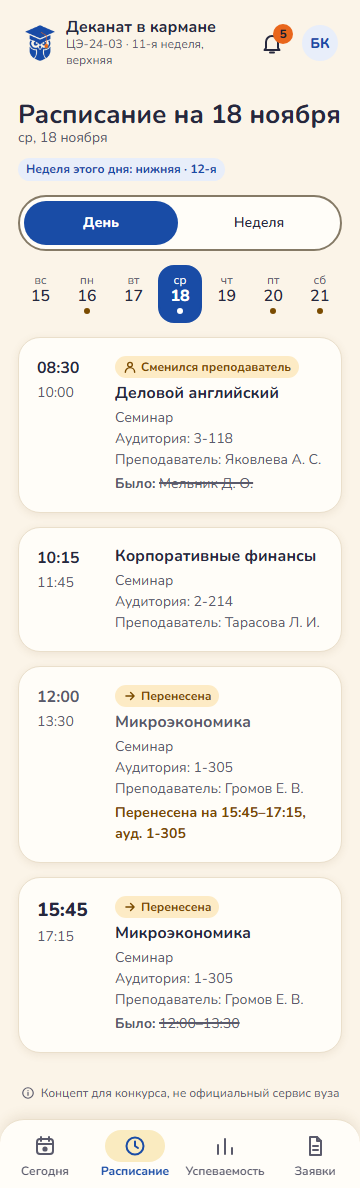 Деканат в кармане
ЦЭ-24-03 · 11-я неделя,
верхняя
5
БК
Расписание на 18 ноября
ср, 18 ноября
Неделя этого дня: нижняя · 12-я
День
Неделя
вс пн вт ср чт пт сб
15 16 17 18 19 20 21
08:30
10:00
Сменился преподаватель
Деловой английский
Семинар
Аудитория: 3-118
Преподаватель: Яковлева А. С.
Было: Мельник Д. О.
10:15
11:45
Корпоративные финансы
Семинар
Аудитория: 2-214
Преподаватель: Тарасова Л. И.
12:00
13:30
Перенесена
Микроэкономика
Семинар
Аудитория: 1-305
Преподаватель: Громов Е. В.
Перенесена на 15:45–17:15,
ауд. 1-305
15:45
17:15
Перенесена
Микроэкономика
Семинар
Аудитория: 1-305
Преподаватель: Громов Е. В.
Было: 12:00–13:30
Концепт для конкурса, не официальный сервис вуза
Сегодня Расписание Успеваемость Заявки